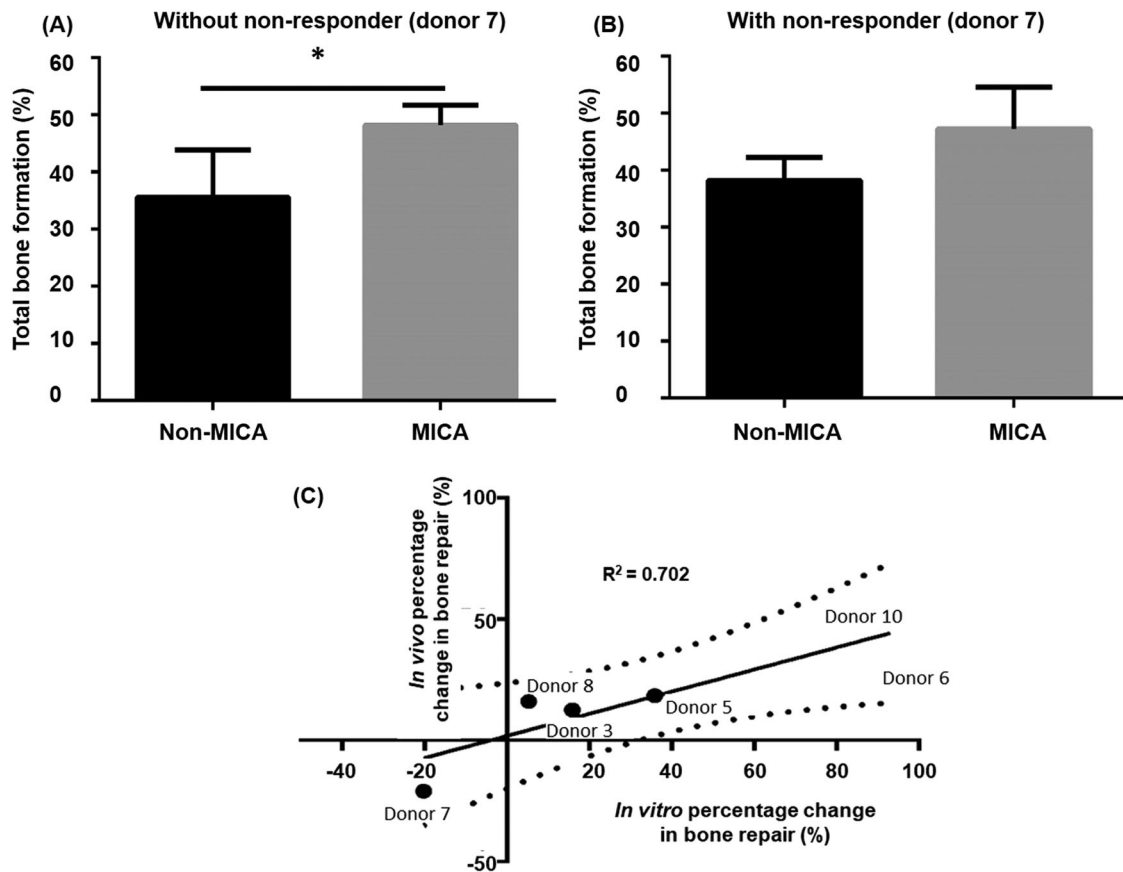 (A)
Without non-responder (donor 7)
*
Total bone formation (%)
60
50
40
30
20
10
0
Non-MICA
MICA
(B)
With non-responder (donor 7)
Total bone formation (%)
60
50
40
30
20
10
0
Non-MICA
MICA
(C)
In vivo percentage
change in bone repair (%)
100
50
-50
R² = 0.702
Donor 10
Donor 6
Donor 8
Donor 5
Donor 3
Donor 7
-40
-20
20
40
60
80
100
In vitro percentage change
in bone repair (%)